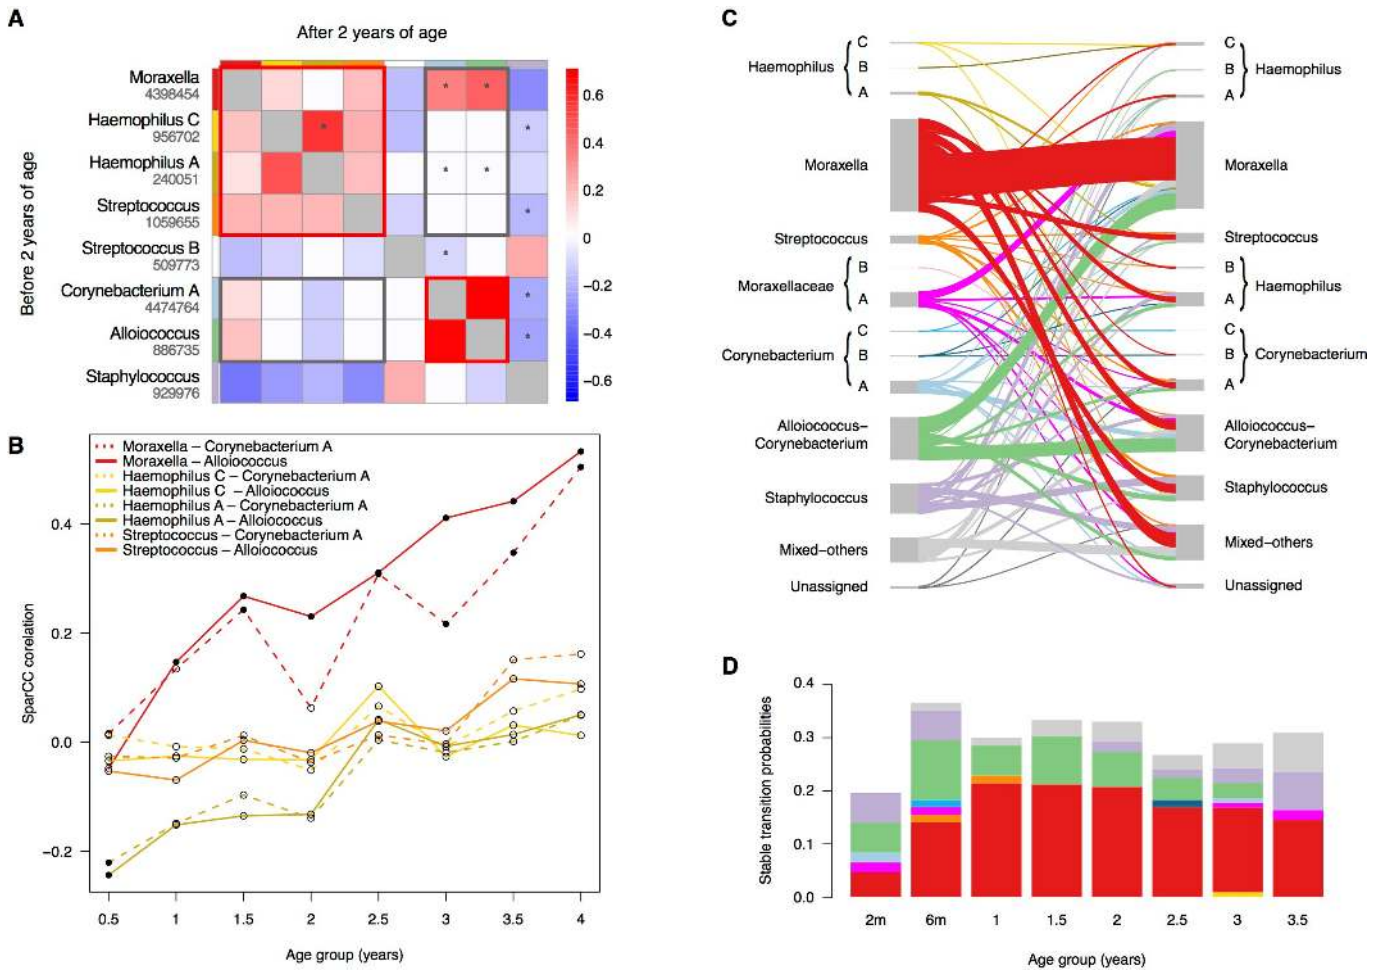 A
After 2 years of age
Before 2 years of age
Moraxella
4398454
Haemophilus C
956702
Haemophilus A
240051
Streptococcus
1059655
Streptococcus B
509773
Corynebacterium A
4474764
Alloiococcus
886735
Staphylococcus
929976
* *
* *
* *
*
*
*
*
0.6
0.4
0.2
0
−0.2
−0.4
−0.6
B
Moraxella – Corynebacterium A
Moraxella – Alloiococcus
Haemophilus C – Corynebacterium A
Haemophilus C – Alloiococcus
Haemophilus A – Corynebacterium A
Haemophilus A – Alloiococcus
Streptococcus – Corynebacterium A
Streptococcus – Alloiococcus
SparCC corelation
0.4
0.2
0.0
−0.2
0.5 1 1.5 2 2.5 3 3.5 4
Age group (years)
C
Haemophilus { C
B
A
Moraxella
Streptococcus
Moraxellaceae { B
A
Corynebacterium { C
B
A
Alloiococcus–
Corynebacterium
Staphylococcus
Mixed–others
Unassigned
C } Haemophilus
B
A
Moraxella
Streptococcus
B } Haemophilus
A
C } Corynebacterium
B
A
Alloiococcus–
Corynebacterium
Staphylococcus
Mixed–others
Unassigned
D
Stable transition probabilities
0.4
0.3
0.2
0.1
0.0
2m 6m 1 1.5 2 2.5 3 3.5
Age group (years)